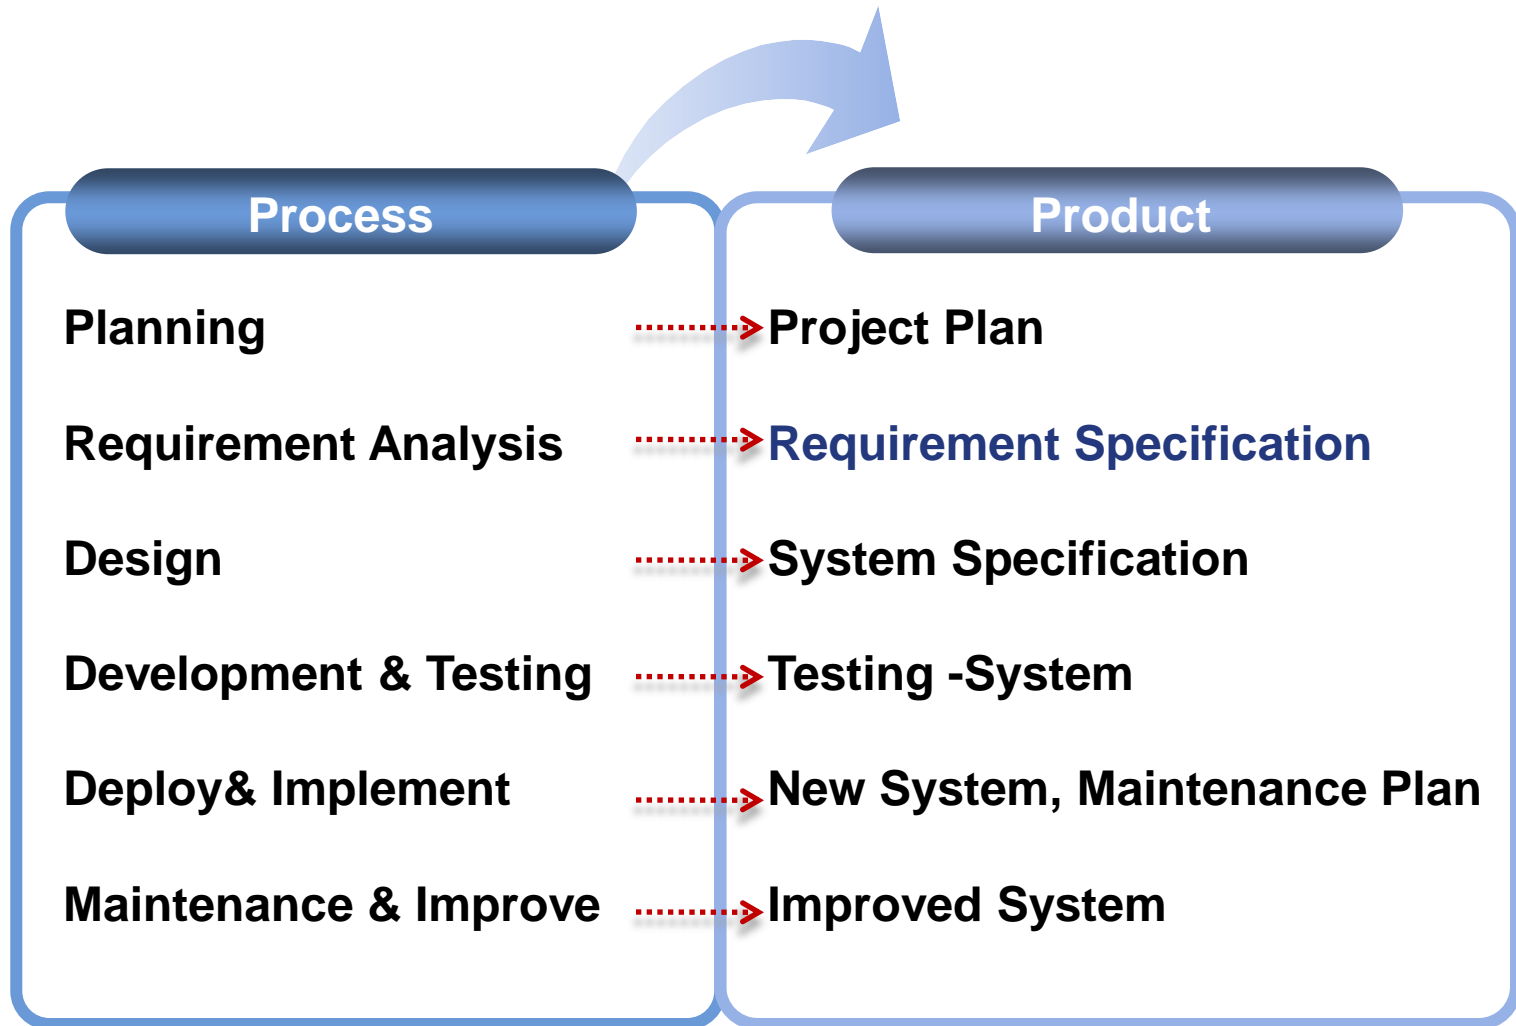 Process
Product
Planning
Project Plan
Requirement Analysis
Requirement Specification
Design
System Specification
Development & Testing
Testing -System
Deploy& Implement
New System, Maintenance Plan
Maintenance & Improve
Improved System